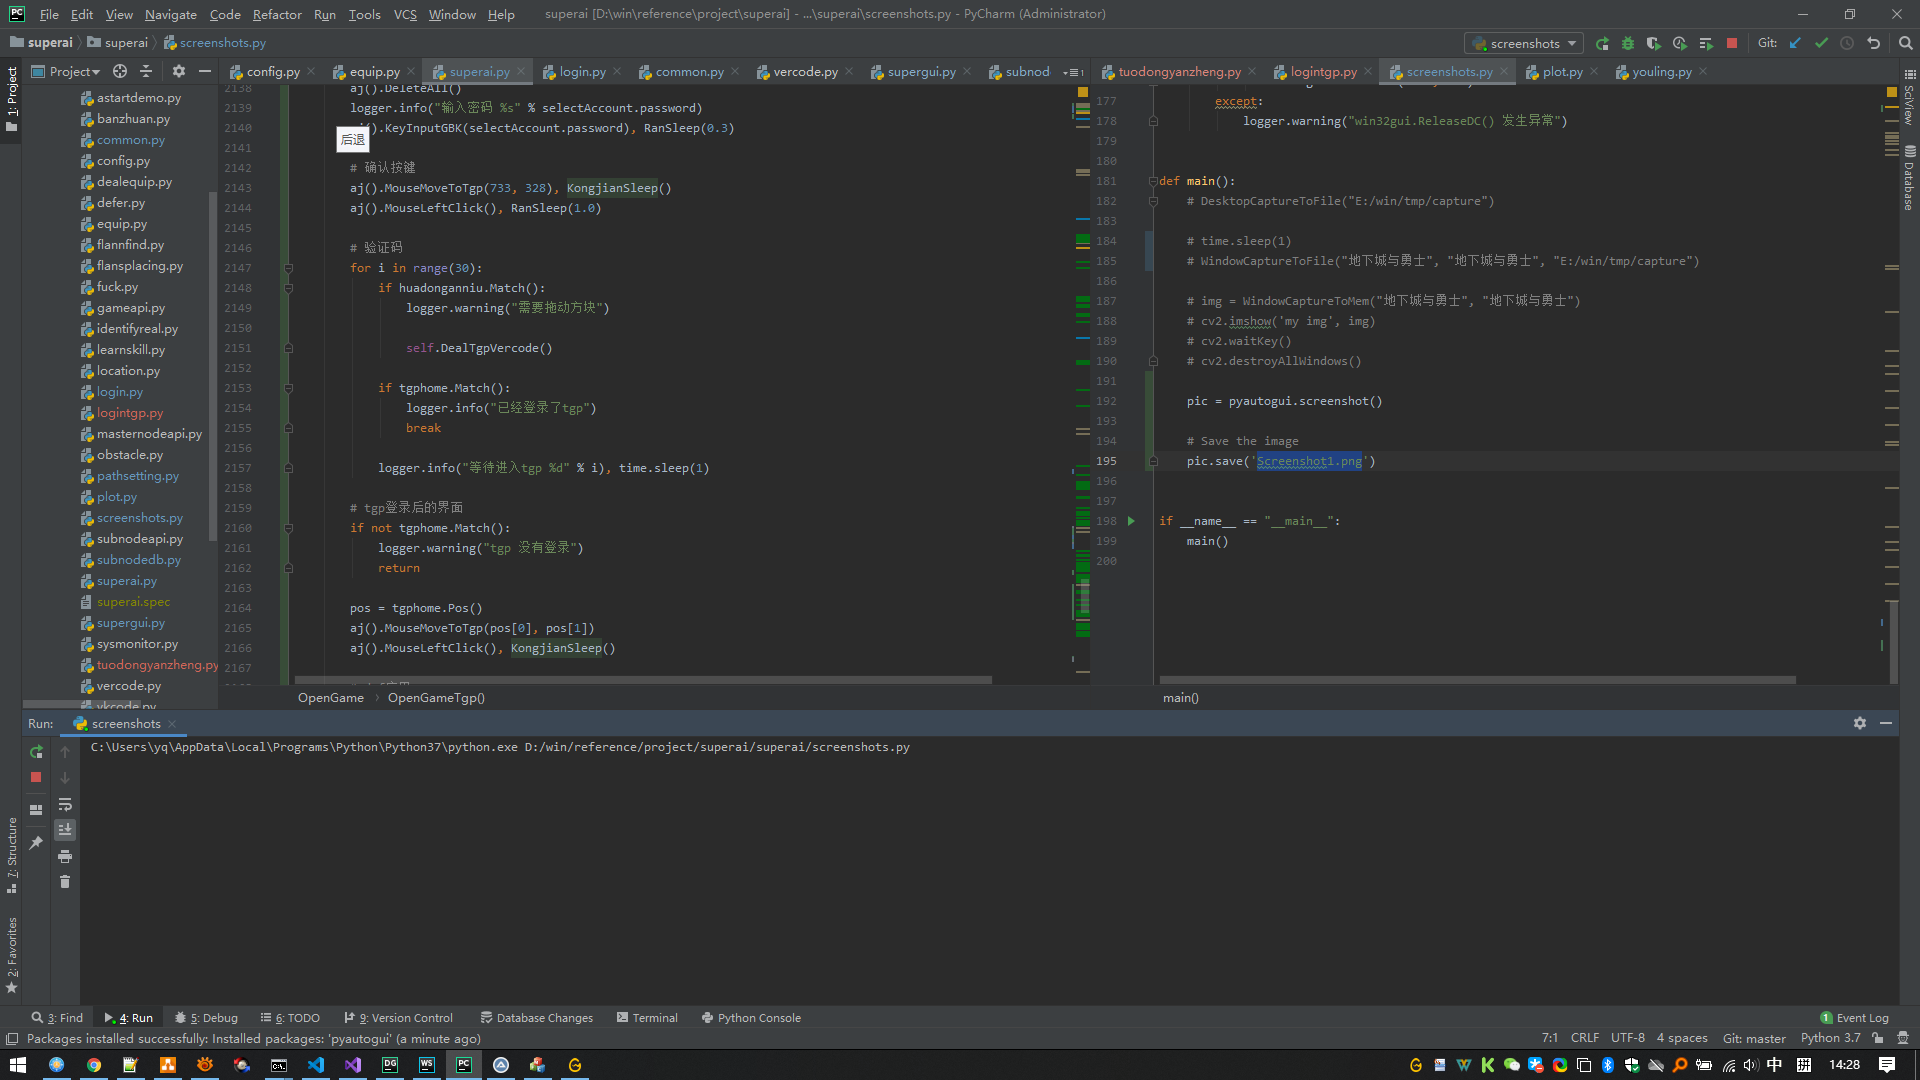 File Edit View Navigate Code Refactor Run Tools VCS Window Help superai [D:\win\reference\project\superai] - ...\superai\screenshots.py - PyCharm (Administrator)
superai superai screenshots.py screenshots Git:
Project config.py equip.py superai.py login.py common.py vercode.py supergui.py subnod tuodongyanzheng.py logintgp.py screenshots.py plot.py youling.py
1: Project
7: Structure
2: Favorites
SciView
Database
astartdemo.py
banzhuan.py
common.py
config.py
dealequip.py
defer.py
equip.py
flannfind.py
flansplacing.py
fuck.py
gameapi.py
identifyreal.py
learnskill.py
location.py
login.py
logintgp.py
masternodeapi.py
obstacle.py
pathsetting.py
plot.py
screenshots.py
subnodeapi.py
subnodedb.py
superai.py
superai.spec
supergui.py
sysmonitor.py
tuodongyanzheng.py
vercode.py
vkcode.py
2138 aj().DeleteAll()
2139 logger.info("输入密码 %s" % selectAccount.password)
2140 ().KeyInputGBK(selectAccount.password), RanSleep(0.3)
后退
2141
2142 # 确认按键
2143 aj().MouseMoveToTgp(733, 328), KongjianSleep()
2144 aj().MouseLeftClick(), RanSleep(1.0)
2145
2146 # 验证码
2147 for i in range(30):
2148 if huadonganniu.Match():
2149 logger.warning("需要拖动方块")
2150
2151 self.DealTgpVercode()
2152
2153 if tgphome.Match():
2154 logger.info("已经登录了tgp")
2155 break
2156
2157 logger.info("等待进入tgp %d" % i), time.sleep(1)
2158
2159 # tgp登录后的界面
2160 if not tgphome.Match():
2161 logger.warning("tgp 没有登录")
2162 return
2163
2164 pos = tgphome.Pos()
2165 aj().MouseMoveToTgp(pos[0], pos[1])
2166 aj().MouseLeftClick(), KongjianSleep()
2167
OpenGame OpenGameTgp()
177 except:
178 logger.warning("win32gui.ReleaseDC() 发生异常")
179
180
181 def main():
182 # DesktopCaptureToFile("E:/win/tmp/capture")
183
184 # time.sleep(1)
185 # WindowCaptureToFile("地下城与勇士", "地下城与勇士", "E:/win/tmp/capture")
186
187 # img = WindowCaptureToMem("地下城与勇士", "地下城与勇士")
188 # cv2.imshow('my img', img)
189 # cv2.waitKey()
190 # cv2.destroyAllWindows()
191
192 pic = pyautogui.screenshot()
193
194 # Save the image
195 pic.save('Screenshot1.png')
196
197
198 if __name__ == "__main__":
199 main()
200
main()
Run: screenshots
C:\Users\yq\AppData\Local\Programs\Python\Python37\python.exe D:/win/reference/project/superai/superai/screenshots.py
3: Find 4: Run 5: Debug 6: TODO 9: Version Control Database Changes Terminal Python Console 1 Event Log
Packages installed successfully: Installed packages: 'pyautogui' (a minute ago) 7:1 CRLF UTF-8 4 spaces Git: master Python 3.7
中 拼 14:28